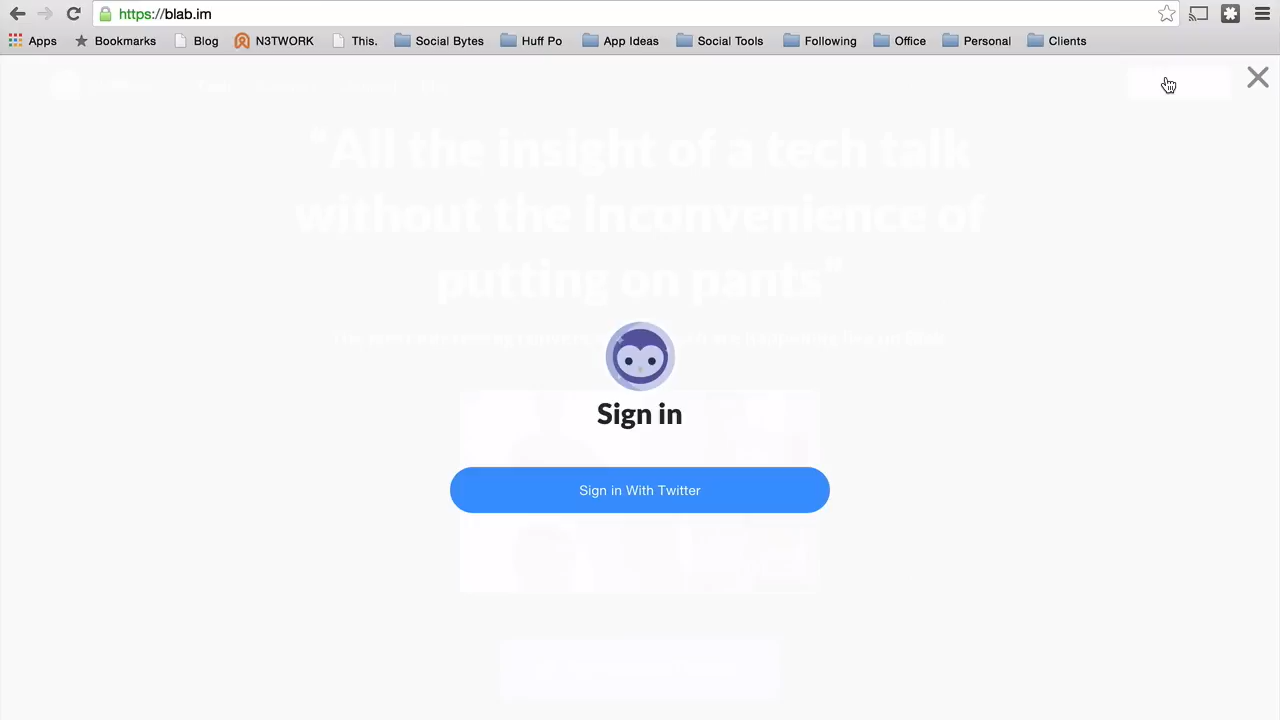 https://blab.im
Apps Bookmarks Blog N3TWORK This. Social Bytes Huff Po App Ideas Social Tools Following Office Personal Clients
"All the insight of a tech talk
without the inconvenience of
putting on pants"
Sign in
Sign in With Twitter